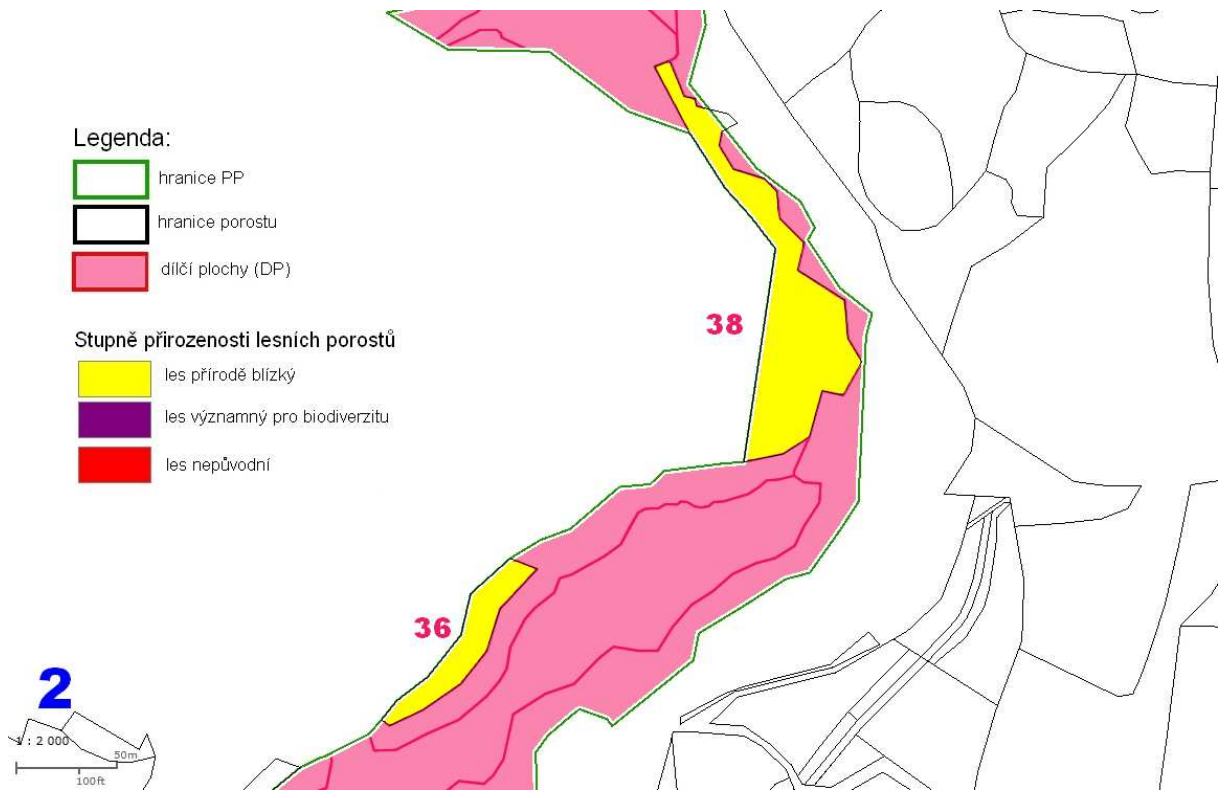 Legenda:
hranice PP
hranice porostu
dílčí plochy (DP)
Stupně přirozenosti lesních porostů
les přírodě blízký
les významný pro biodiverzitu
les nepůvodní
38
36
2
1 : 2 000
50m
100ft